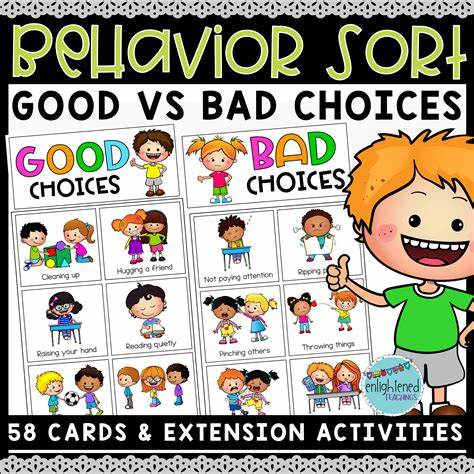 BEHAVIOR SORT
GOOD VS BAD CHOICES
GOOD
CHOICES
BAD
CHOICES
Cleaning up
Hugging a friend
Not paying attention
Ripping
Raising your hand
Reading quietly
Pinching others
Throwing things
enlightened
TEACHINGS
58 CARDS & EXTENSION ACTIVITIES